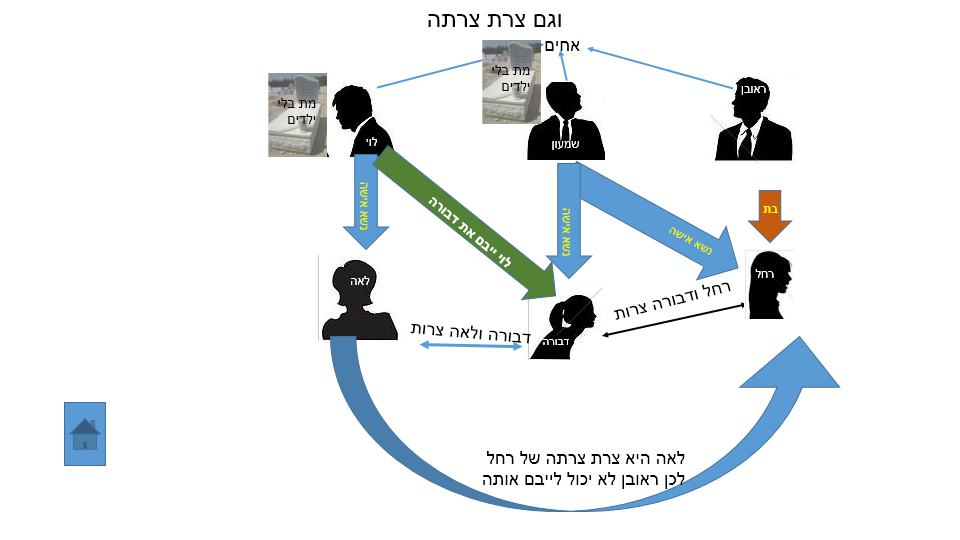 וגם צרת צרתה
אחים
מת בלי
ילדים
מת בלי
ילדים
ראובן
שמעון
לוי
בת
נשא אישה
נשא אישה
נשא אישה
לוי ייבם את דבורה
רחל
לאה
דבורה
רחל ודבורה צרות
דבורה ולאה צרות
לאה היא צרת צרתה של רחל
לכן ראובן לא יכול לייבם אותה